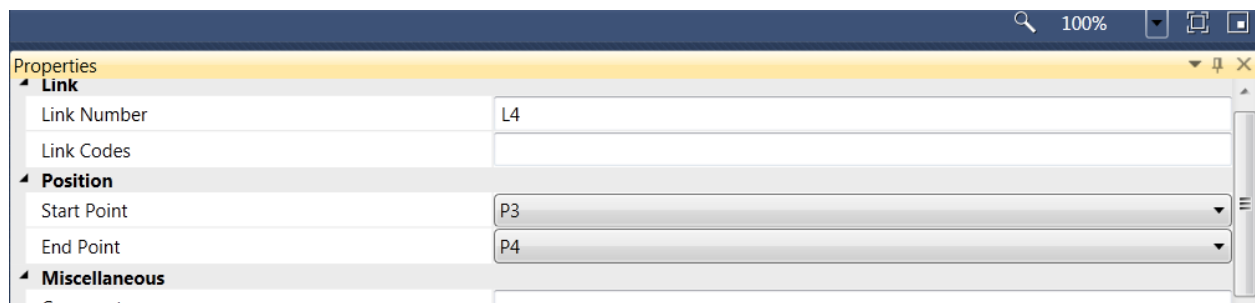 100%
Properties
Link
Link Number L4
Link Codes
Position
Start Point P3
End Point P4
Miscellaneous